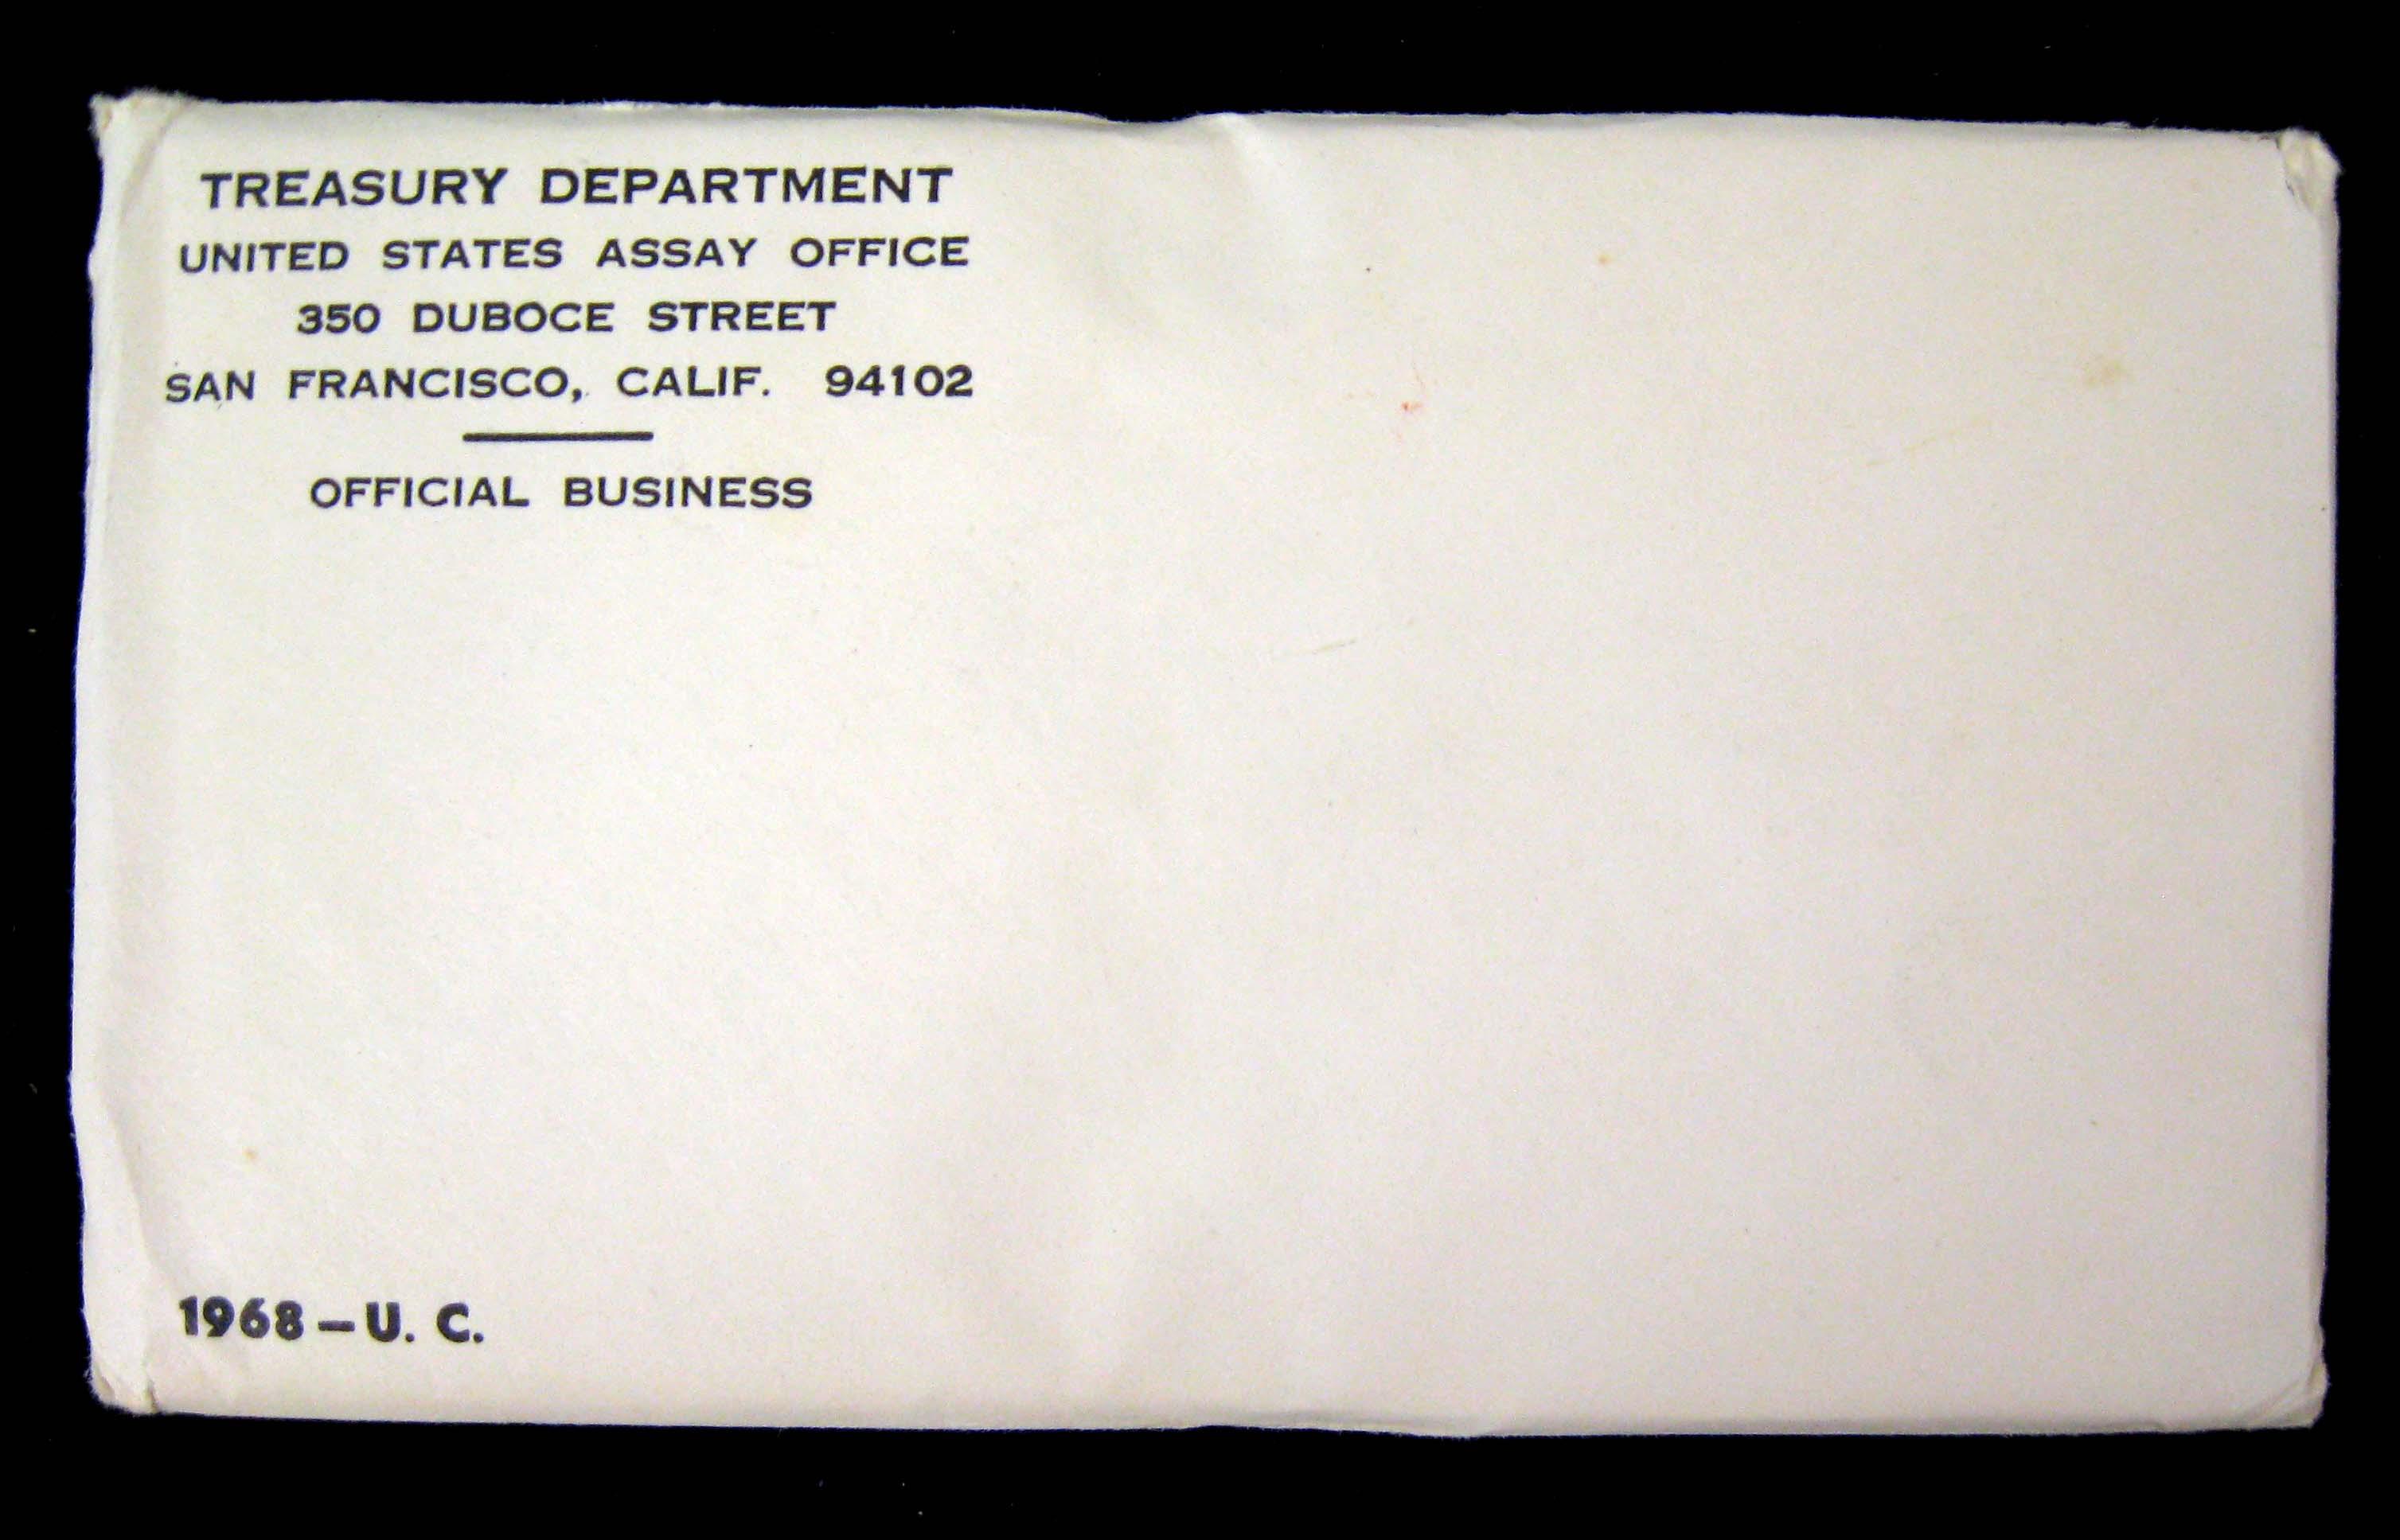 TREASURY DEPARTMENT
UNITED STATES ASSAY OFFICE
350 DUBOCE STREET
SAN FRANCISCO, CALIF. 94102
OFFICIAL BUSINESS
1968–U. C.